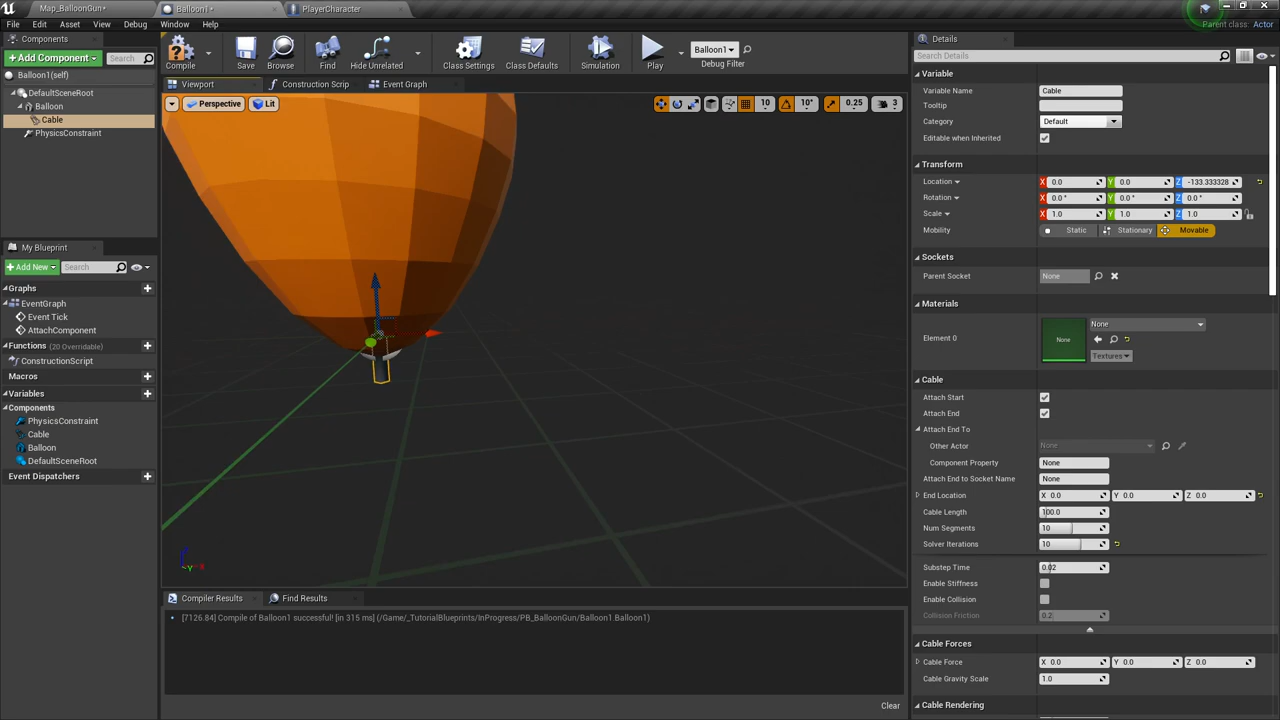 Map_BalloonGun*
Balloon1*
PlayerCharacter
File Edit Asset View Debug Window Help
Parent class: Actor
Components
+Add Component
Search
Balloon1(self)
DefaultSceneRoot
Balloon
Cable
PhysicsConstraint
My Blueprint
+Add New
Search
Graphs
EventGraph
Event Tick
AttachComponent
Functions (20 Overridable)
ConstructionScript
Macros
Variables
Components
PhysicsConstraint
Cable
Balloon
DefaultSceneRoot
Event Dispatchers
Compile
Save
Browse
Find
Hide Unrelated
Class Settings
Class Defaults
Simulation
Play
Balloon1
Debug Filter
Viewport
Construction Scrip
Event Graph
Perspective
Lit
10
10°
0.25
3
Compiler Results
Find Results
[7126.84] Compile of Balloon1 successful! [in 315 ms] (/Game/_TutorialBlueprints/InProgress/PB_BalloonGun/Balloon1.Balloon1)
Clear
Details
Search Details
Variable
Variable Name Cable
Tooltip
Category Default
Editable when Inherited
Transform
Location X 0.0 Y 0.0 Z -133.333328
Rotation X 0.0 ° Y 0.0 ° Z 0.0 °
Scale X 1.0 Y 1.0 Z 1.0
Mobility Static Stationary Movable
Sockets
Parent Socket None
Materials
Element 0 None None
Textures
Cable
Attach Start
Attach End
Attach End To
Other Actor None
Component Property None
Attach End to Socket Name None
End Location X 0.0 Y 0.0 Z 0.0
Cable Length 100.0
Num Segments 10
Solver Iterations 10
Substep Time 0.02
Enable Stiffness
Enable Collision
Collision Friction 0.2
Cable Forces
Cable Force X 0.0 Y 0.0 Z 0.0
Cable Gravity Scale 1.0
Cable Rendering